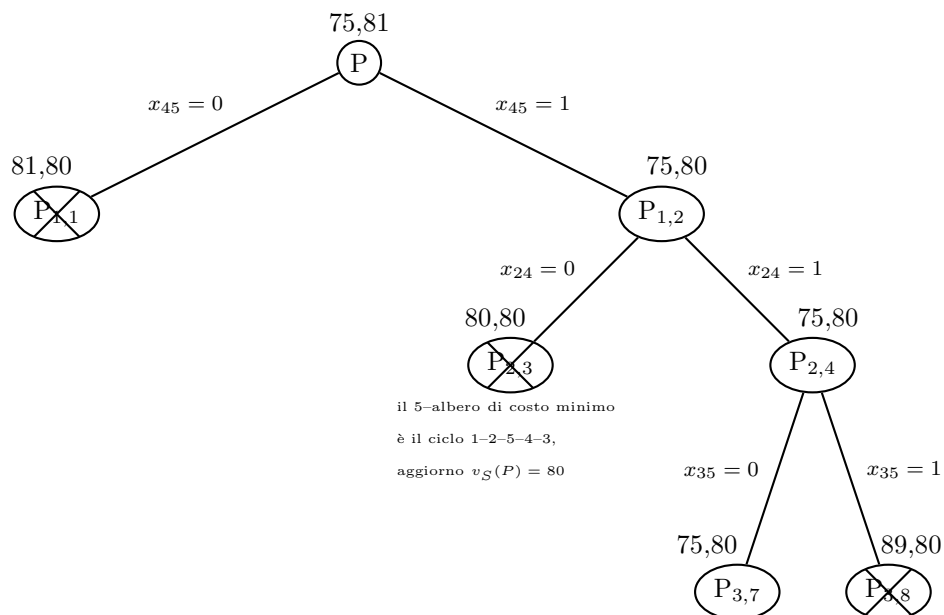 75,81
P
x₄₅ = 0
x₄₅ = 1
81,80
75,80
P₁,₁
P₁,₂
x₂₄ = 0
x₂₄ = 1
80,80
75,80
P₂,₃
P₂,₄
il 5–albero di costo minimo
è il ciclo 1–2–5–4–3,
aggiorno v_S(P) = 80
x₃₅ = 0
x₃₅ = 1
75,80
89,80
P₃,₇
P₃,₈